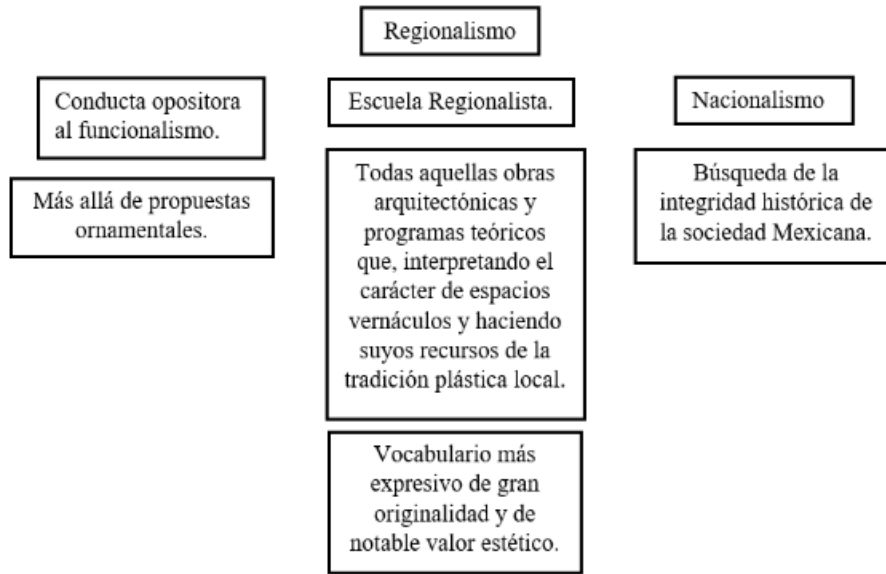 Regionalismo
Conducta opositora
al funcionalismo.
Más allá de propuestas
ornamentales.
Escuela Regionalista.
Todas aquellas obras
arquitectónicas y
programas teóricos
que, interpretando el
carácter de espacios
vernáculos y haciendo
suyos recursos de la
tradición plástica local.
Vocabulario más
expresivo de gran
originalidad y de
notable valor estético.
Nacionalismo
Búsqueda de la
integridad histórica de
la sociedad Mexicana.